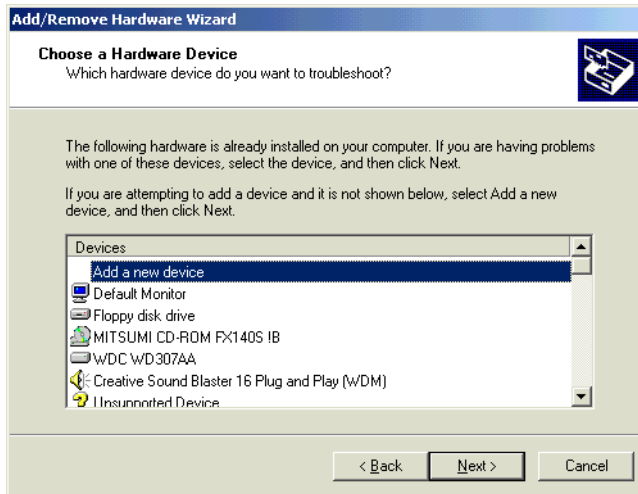 Add/Remove Hardware Wizard
Choose a Hardware Device
Which hardware device do you want to troubleshoot?
The following hardware is already installed on your computer. If you are having problems
with one of these devices, select the device, and then click Next.
If you are attempting to add a device and it is not shown below, select Add a new
device, and then click Next.
Devices
Add a new device
Default Monitor
Floppy disk drive
MITSUMI CD-ROM FX140S !B
WDC WD307AA
Creative Sound Blaster 16 Plug and Play (WDM)
Unsupported Device
< Back Next > Cancel